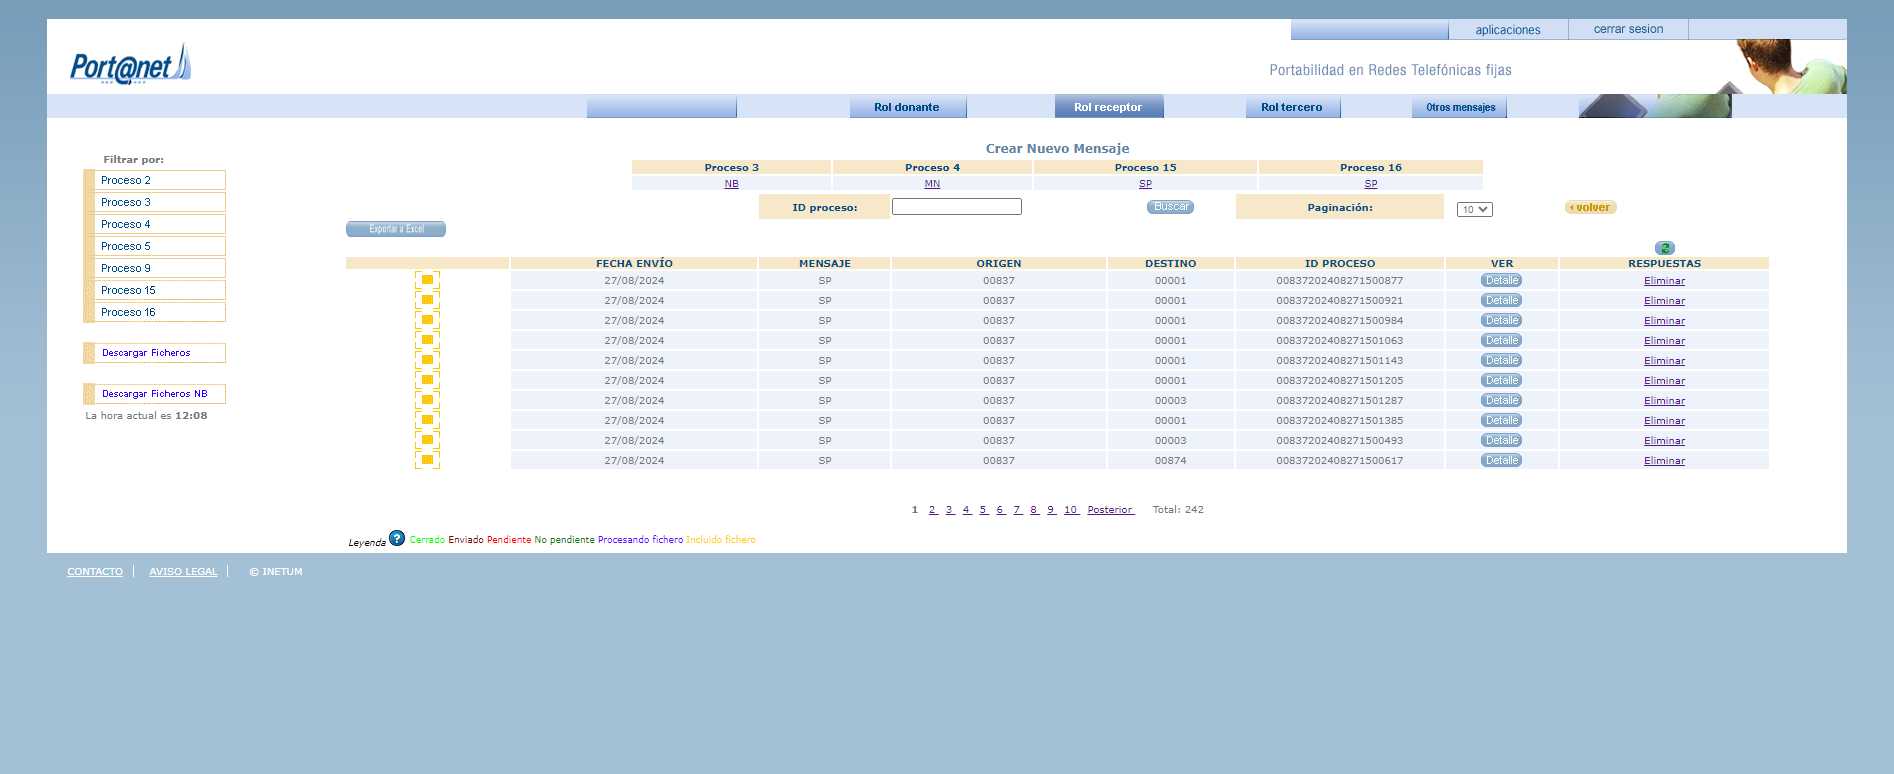 aplicaciones cerrar sesion
Port@net
Portabilidad en Redes Telefónicas fijas
Rol donante Rol receptor Rol tercero Otros mensajes
Crear Nuevo Mensaje
Filtrar por:
Proceso 2
Proceso 3
Proceso 4
Proceso 5
Proceso 9
Proceso 15
Proceso 16
Descargar Ficheros
Descargar Ficheros NB
La hora actual es 12:08
Proceso 3 Proceso 4 Proceso 15 Proceso 16
NB MN SP SP
ID proceso: Buscar Paginación: 10 volver
Exportar a Excel
FECHA ENVÍO MENSAJE ORIGEN DESTINO ID PROCESO VER RESPUESTAS
27/08/2024 SP 00837 00001 00837202408271500877 Detalle Eliminar
27/08/2024 SP 00837 00001 00837202408271500921 Detalle Eliminar
27/08/2024 SP 00837 00001 00837202408271500984 Detalle Eliminar
27/08/2024 SP 00837 00001 00837202408271501063 Detalle Eliminar
27/08/2024 SP 00837 00001 00837202408271501143 Detalle Eliminar
27/08/2024 SP 00837 00001 00837202408271501205 Detalle Eliminar
27/08/2024 SP 00837 00003 00837202408271501287 Detalle Eliminar
27/08/2024 SP 00837 00001 00837202408271501385 Detalle Eliminar
27/08/2024 SP 00837 00003 00837202408271500493 Detalle Eliminar
27/08/2024 SP 00837 00874 00837202408271500617 Detalle Eliminar
1 2 3 4 5 6 7 8 9 10 Posterior Total: 242
Leyenda ? Cerrado Enviado Pendiente No pendiente Procesando fichero Incluido fichero
CONTACTO | AVISO LEGAL | © INETUM